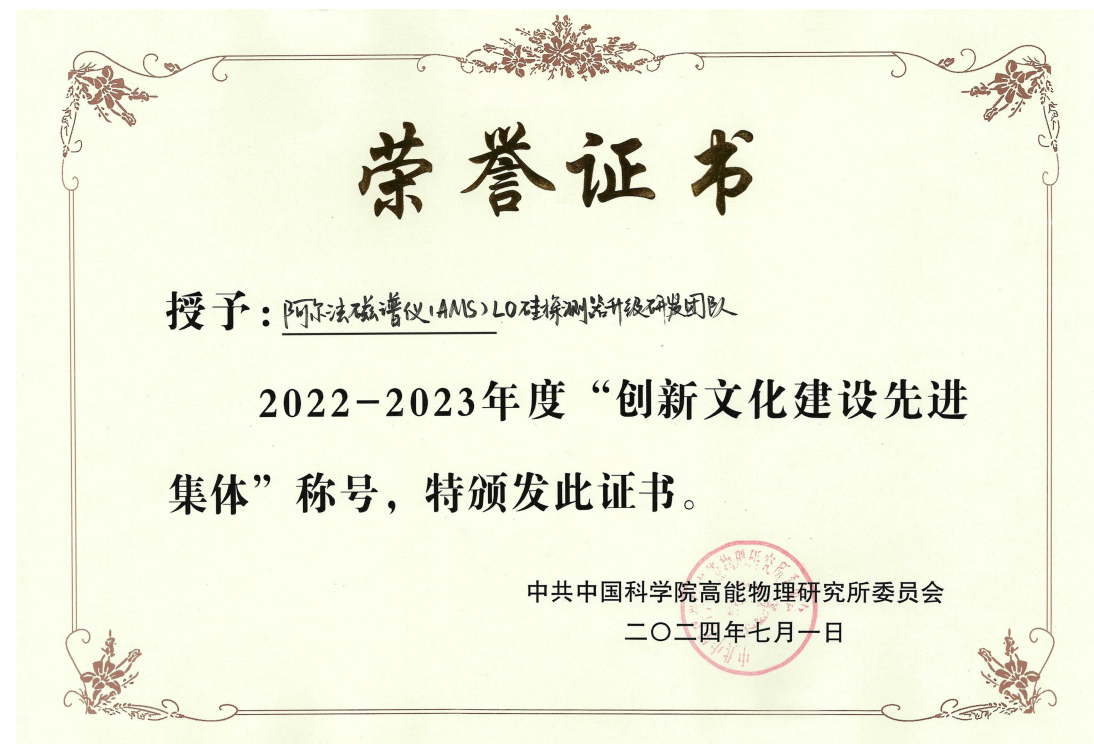 荣誉证书
授予：阿尔法磁谱仪(AMS)L0硅探测器升级研发团队
2022-2023年度“创新文化建设先进
集体”称号，特颁发此证书。
中共中国科学院高能物理研究所委员会
二〇二四年七月一日